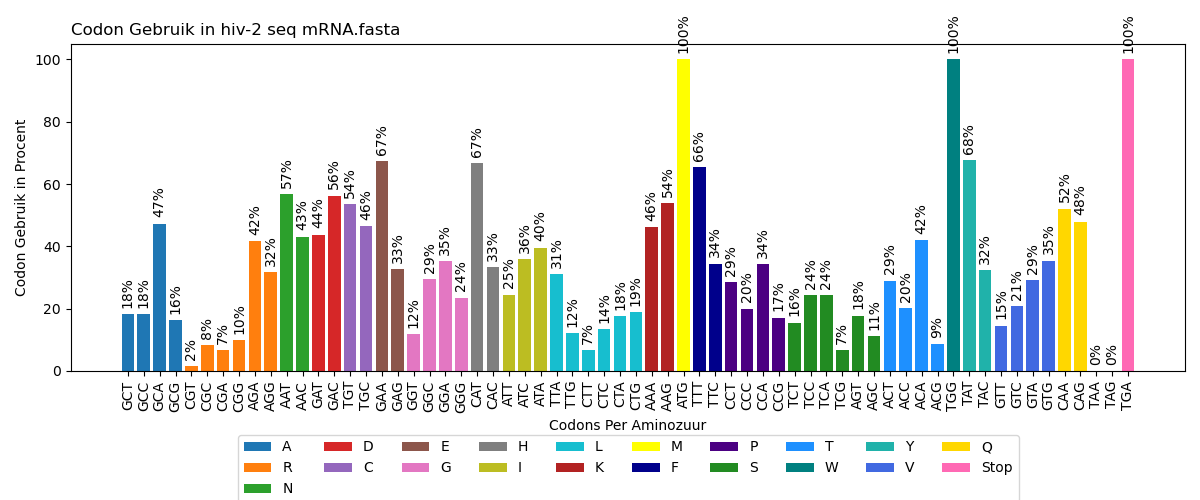 Codon Gebruik in hiv-2 seq mRNA.fasta
Codon Gebruik in Procent
100
80
60
40
20
0
18% 18% 47% 16% 2% 8% 7% 10% 42% 32% 57% 43% 44% 56% 54% 46% 67% 33% 12% 29% 35% 24% 67% 33% 25% 36% 40% 31% 12% 7% 14% 18% 19% 46% 54% 100% 66% 34% 29% 20% 34% 17% 16% 24% 24% 7% 18% 11% 29% 20% 42% 9% 100% 68% 32% 15% 21% 29% 35% 52% 48% 0% 0% 100%
GCT GCC GCA GCG CGT CGC CGA CGG AGA AGG AAT AAC GAT GAC TGT TGC GAA GAG GGT GGC GGA GGG CAT CAC ATT ATC ATA TTA TTG CTT CTC CTA CTG AAA AAG ATG TTT TTC CCT CCC CCA CCG TCT TCC TCA TCG AGT AGC ACT ACC ACA ACG TGG TAT TAC GTT GTC GTA GTG CAA CAG TAA TAG TGA
Codons Per Aminozuur
A D E H L M P T Y Q
R C G I K F S W V Stop
N